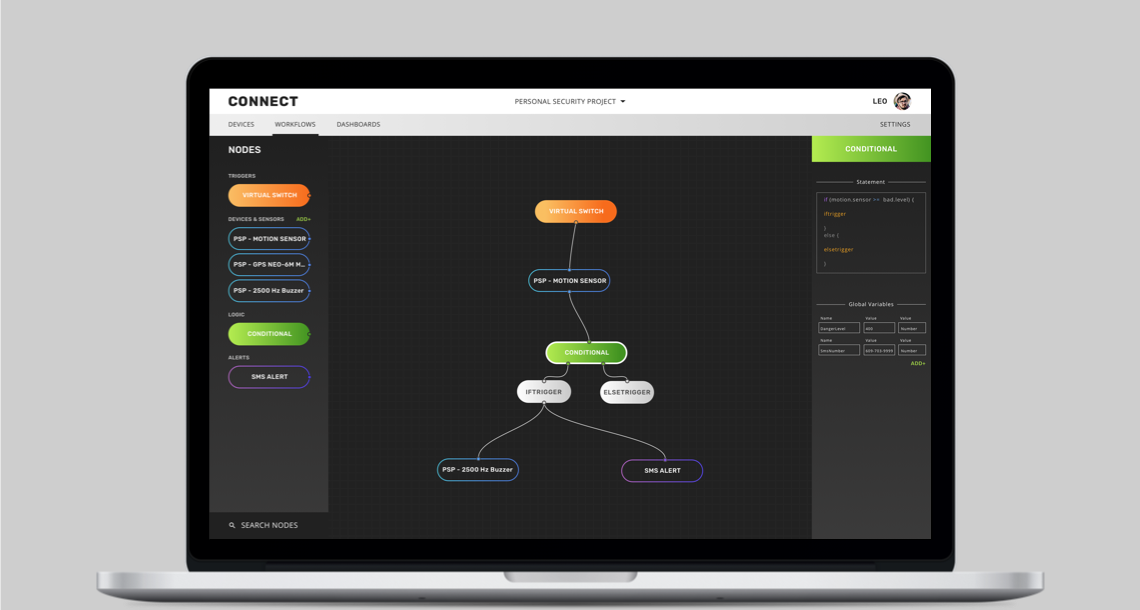 CONNECT
PERSONAL SECURITY PROJECT
LEO
DEVICES
WORKFLOWS
DASHBOARDS
SETTINGS
NODES
TRIGGERS
VIRTUAL SWITCH
DEVICES & SENSORS
ADD+
PSP - MOTION SENSOR
PSP - GPS NEO-6M M...
PSP - 2500 Hz Buzzer
LOGIC
CONDITIONAL
ALERTS
SMS ALERT
SEARCH NODES
VIRTUAL SWITCH
PSP - MOTION SENSOR
CONDITIONAL
IFTRIGGER
ELSETRIGGER
PSP - 2500 Hz Buzzer
SMS ALERT
CONDITIONAL
Statement
if (motion.sensor >= bad.level) {
iftrigger
}
else {
elsetrigger
}
Global Variables
Name Value Value
DangerLevel 400 Number
Name Value Value
SmsNumber Number
ADD+